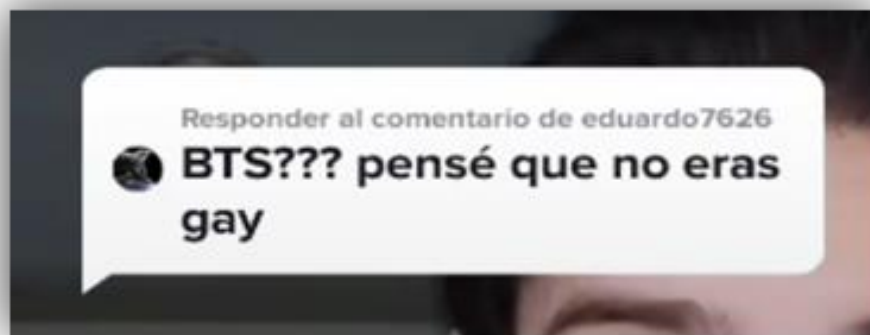 Responder al comentario de eduardo7626
BTS??? pensé que no eras
gay